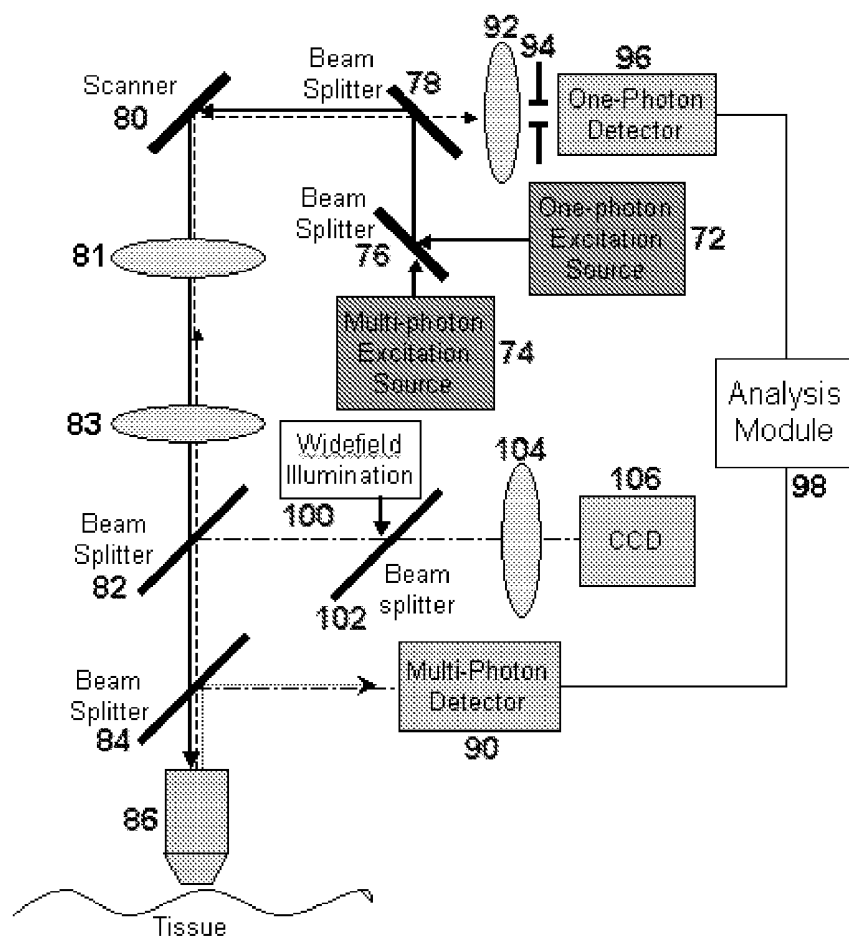 92
94
Beam
Splitter
78
96
Scanner
80
One-Photon
Detector
Beam
Splitter
76
One-photon
Excitation
Source
72
81
Multi-photon
Excitation
Source
74
Analysis
Module
98
83
Widefield
Illumination
100
104
106
Beam
Splitter
82
CCD
Beam
splitter
102
Beam
Splitter
84
Multi-Photon
Detector
90
86
Tissue